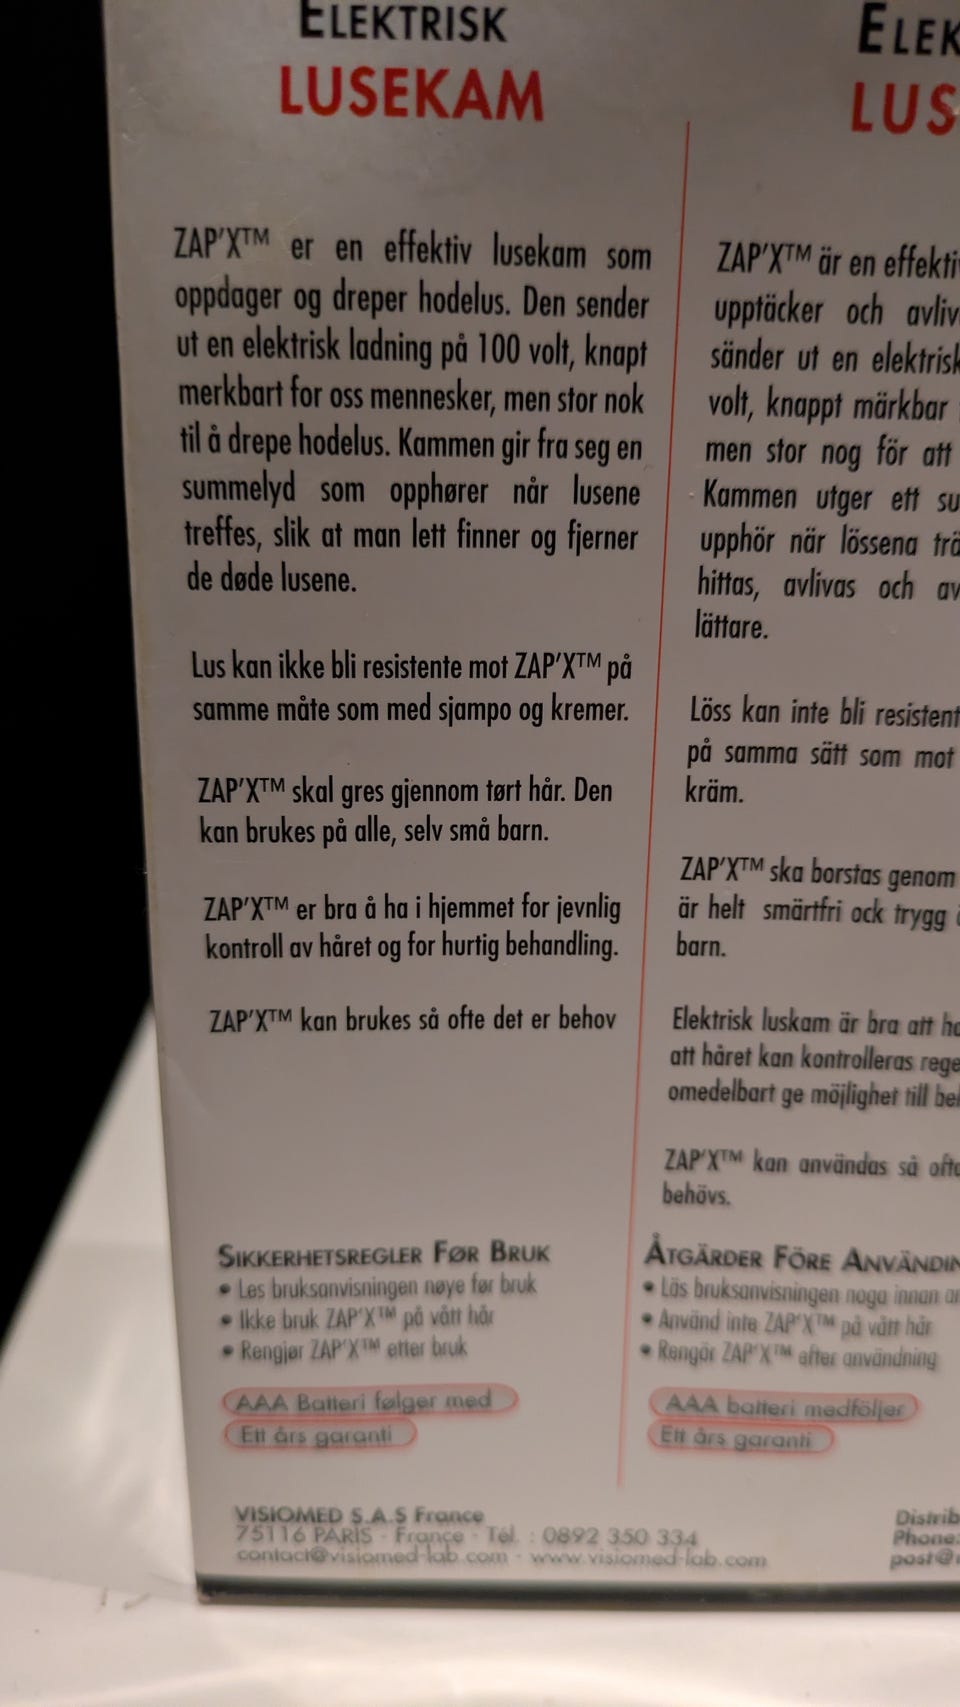 ELEKTRISK
LUSEKAM
ZAP'X™ er en effektiv lusekam som
oppdager og dreper hodelus. Den sender
ut en elektrisk ladning på 100 volt, knapt
merkbart for oss mennesker, men stor nok
til å drepe hodelus. Kammen gir fra seg en
summelyd som opphører når lusene
treffes, slik at man lett finner og fjerner
de døde lusene.
Lus kan ikke bli resistente mot ZAP'X™ på
samme måte som med sjampo og kremer.
ZAP'X™ skal gres gjennom tørt hår. Den
kan brukes på alle, selv små barn.
ZAP'X™ er bra å ha i hjemmet for jevnlig
kontroll av håret og for hurtig behandling.
ZAP'X™ kan brukes så ofte det er behov
SIKKERHETSREGLER FØR BRUK
• Les bruksanvisningen nøye før bruk
• Ikke bruk ZAP'X™ på vått hår
• Rengjør ZAP'X™ etter bruk
AAA Batteri følger med
Ett års garanti
VISIOMED S.A.S France
75116 PARIS - France - Tél. : 0892 350 334
contact@visiomed-lab.com - www.visiomed-lab.com
ELEK
LUS
ZAP'X™ är en effekti
upptäcker och avliv
sänder ut en elektrisk
volt, knappt märkbar
men stor nog för att
Kammen utger ett su
upphör når lössena trä
hittas, avlivas och av
lättare.
Löss kan inte bli resistent
på samma sätt som mot
kräm.
ZAP'X™ ska borstas genom
är helt smärtfri ock trygg
barn.
Elektrisk luskam är bra att ha
att håret kan kontrolleras rege
omedelbart ge möjlighet till be
ZAP'X™ kan användas så ofta
behövs.
ÅTGÄRDER FÖRE ANVÄNDIN
• Läs bruksanvisningen noga innan an
• Använd inte ZAP'X™ på vått hår
• Rengör ZAP'X™ efter användning
AAA batteri medföljer
Ett års garanti
Distrib
Phone:
post@